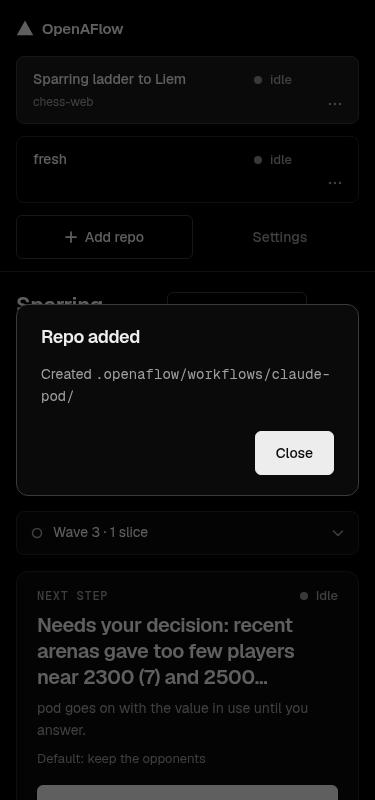 OpenAFlow
Sparring ladder to Liem
idle
chess-web
...
fresh
idle
...
+ Add repo
Settings
Sparring
Repo added
Created .openaflow/workflows/claude-
pod/
Close
Wave 3 · 1 slice
NEXT STEP
Idle
Needs your decision: recent
arenas gave too few players
near 2300 (7) and 2500...
pod goes on with the value in use until you
answer.
Default: keep the opponents